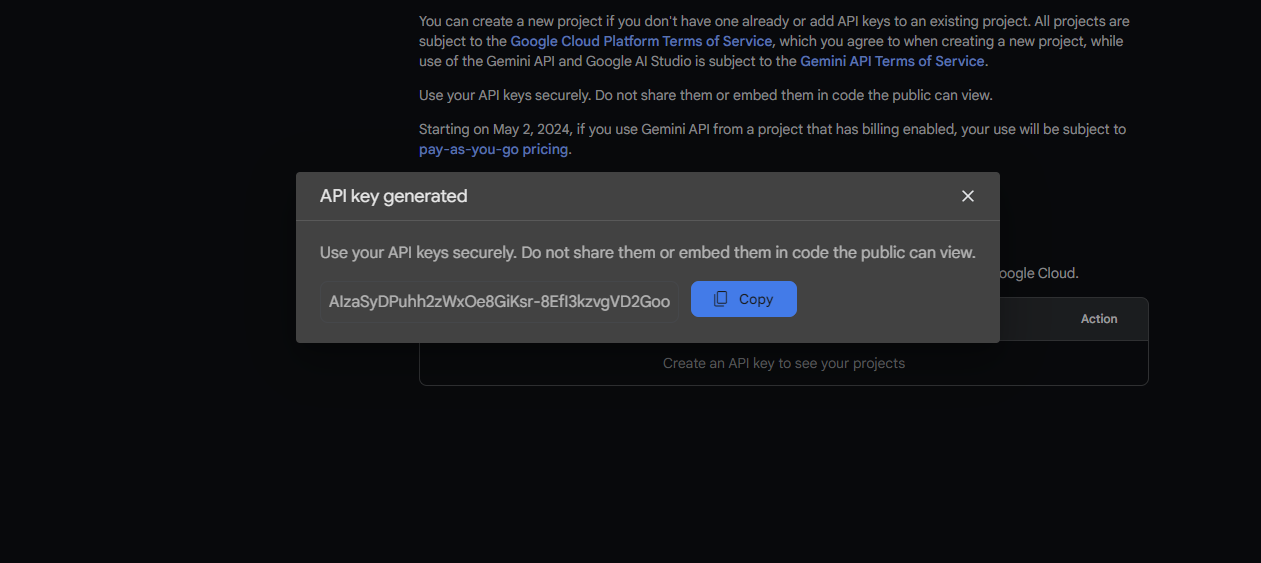 You can create a new project if you don't have one already or add API keys to an existing project. All projects are
subject to the Google Cloud Platform Terms of Service, which you agree to when creating a new project, while
use of the Gemini API and Google AI Studio is subject to the Gemini API Terms of Service.
Use your API keys securely. Do not share them or embed them in code the public can view.
Starting on May 2, 2024, if you use Gemini API from a project that has billing enabled, your use will be subject to
pay-as-you-go pricing.
API key generated
Use your API keys securely. Do not share them or embed them in code the public can view.
oogle Cloud.
Copy
Action
Create an API key to see your projects